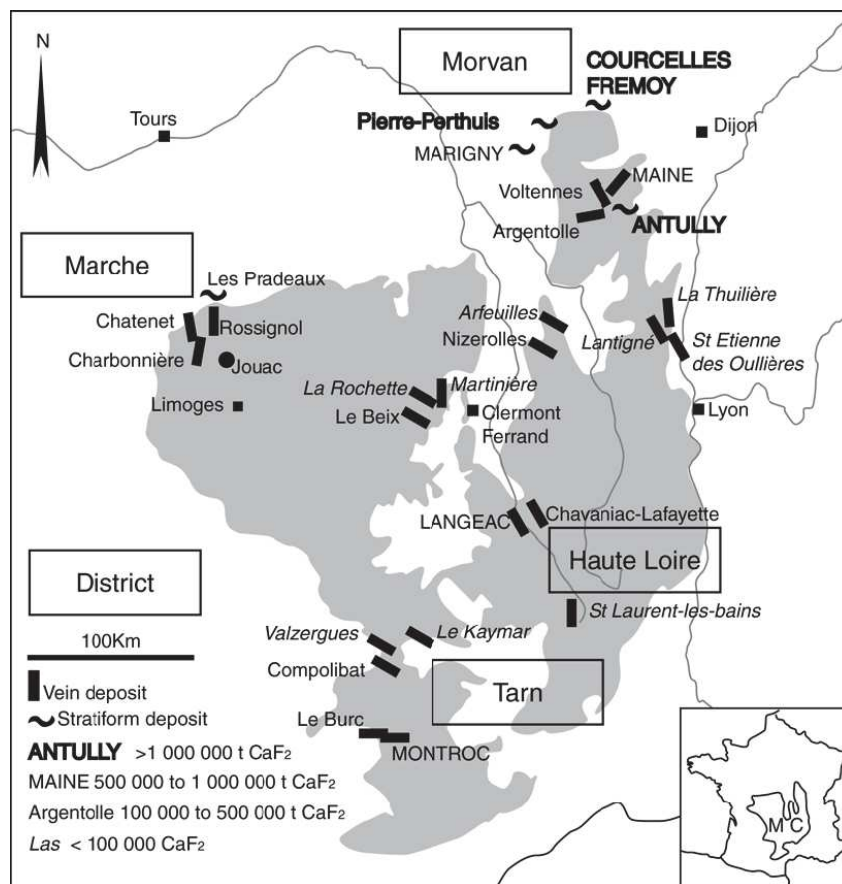 N
Morvan
COURCELLES
FREMOY
Tours
Pierre-Perthuis
Dijon
MARIGNY
MAINE
Voltennes
Argentolle
ANTULLY
Marche
Les Pradeaux
La Thuilière
Chatenet
Rossignol
Arfeuilles
Nizerolles
Lantigné
St Etienne
des Oullières
Charbonnière
Jouac
La Rochette
Martinière
Limoges
Le Beix
Clermont
Ferrand
Lyon
LANGEAC
Chavaniac-Lafayette
Haute Loire
District
St Laurent-les-bains
Valzergues
Le Kaymar
100Km
Compolibat
Tarn
Vein deposit
Stratiform deposit
Le Burc
MONTROC
ANTULLY >1 000 000 t CaF2
MAINE 500 000 to 1 000 000 t CaF2
Argentolle 100 000 to 500 000 t CaF2
Las < 100 000 CaF2
M C